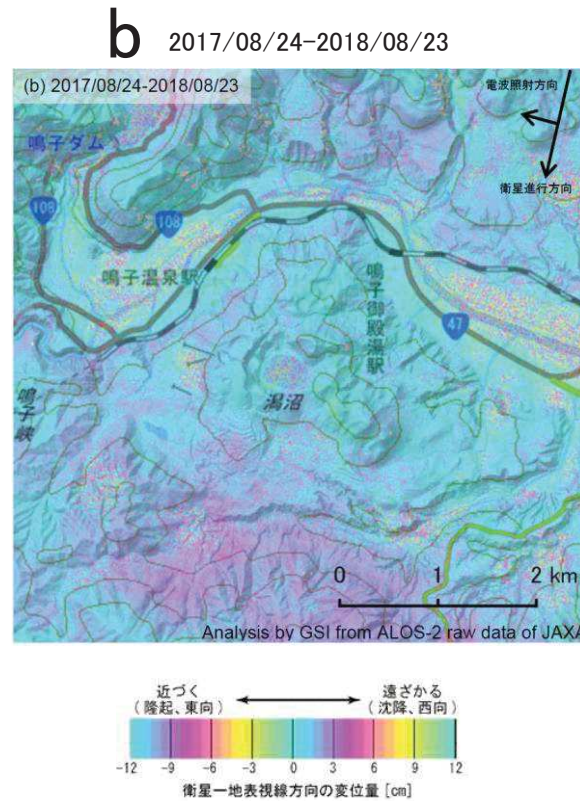 b 2017/08/24-2018/08/23
(b) 2017/08/24-2018/08/23
電波照射方向
衛星進行方向
鳴子ダム
108
108
鳴子温泉駅
鳴子御殿湯駅
47
鳴子峡
潟沼
0 1 2 km
Analysis by GSI from ALOS-2 raw data of JAXA
近づく
(隆起、東向)
遠ざかる
(沈降、西向)
-12 -9 -6 -3 0 3 6 9 12
衛星-地表視線方向の変位量 [cm]